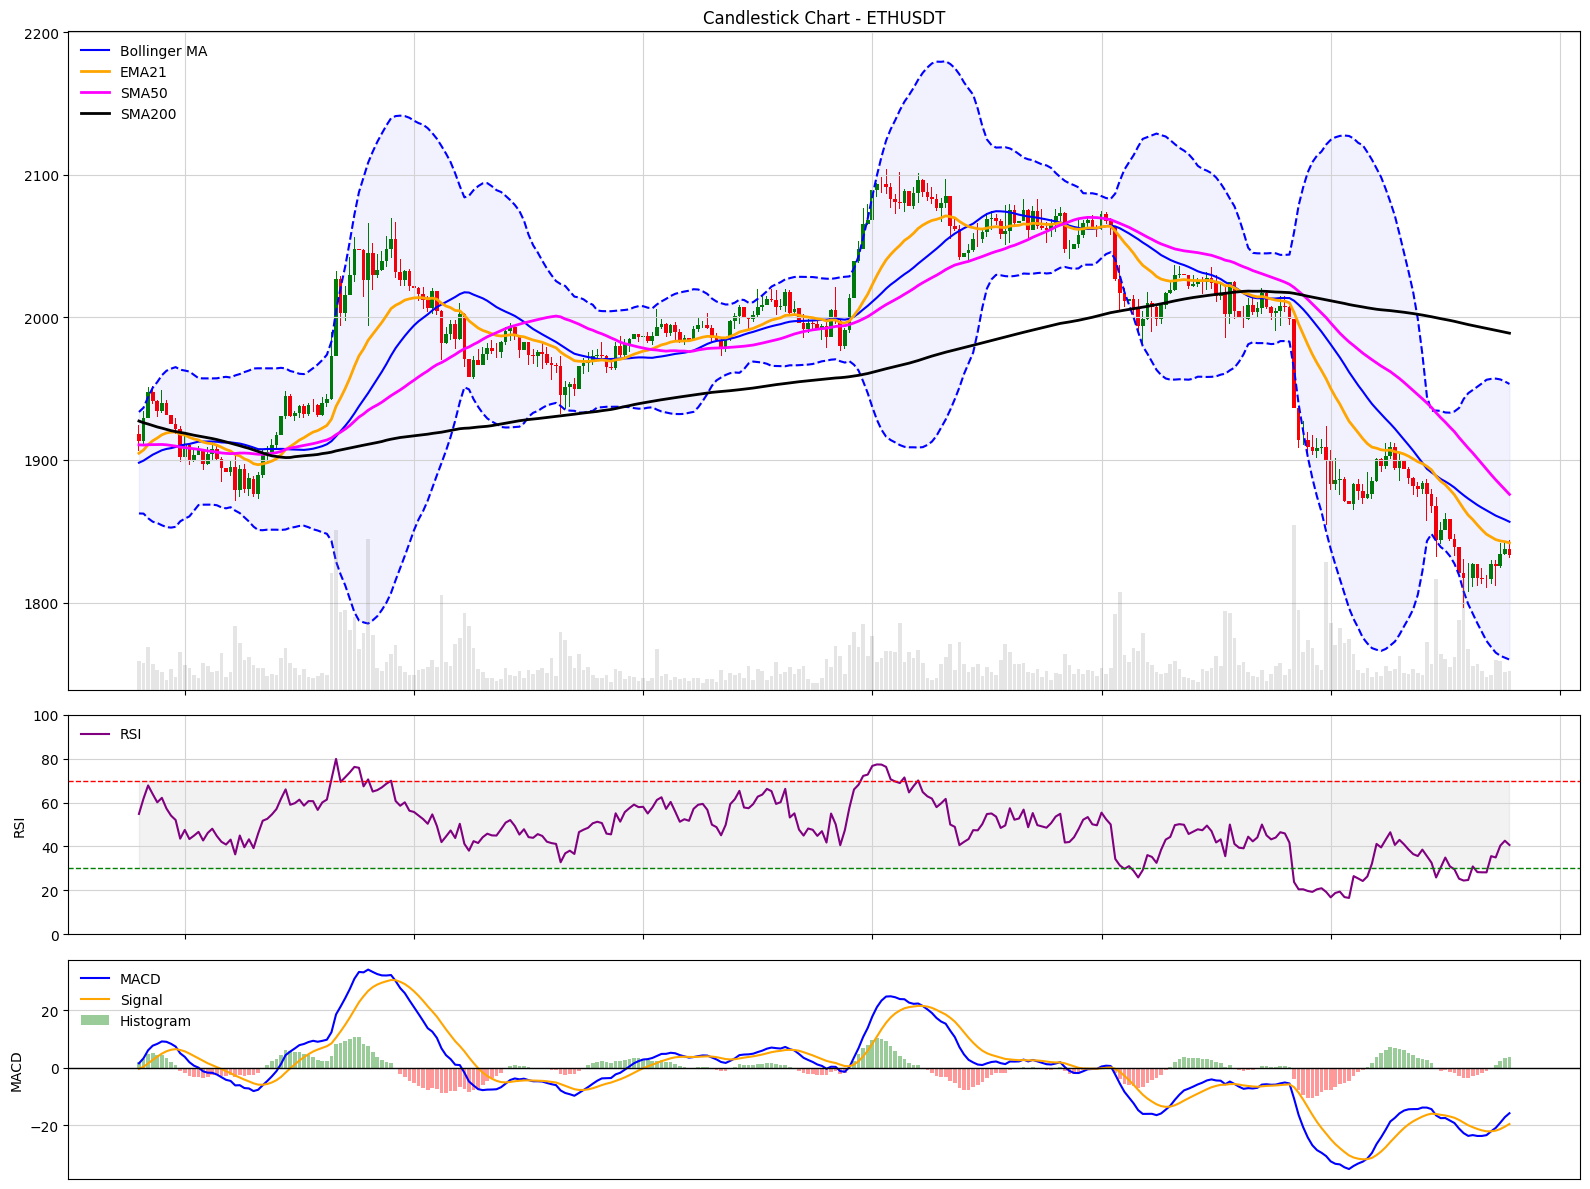 Candlestick Chart - ETHUSDT
2200
2100
2000
1900
1800
Bollinger MA
EMA21
SMA50
SMA200
100
80
60
40
20
0
RSI
RSI
20
0
−20
MACD
MACD
Signal
Histogram